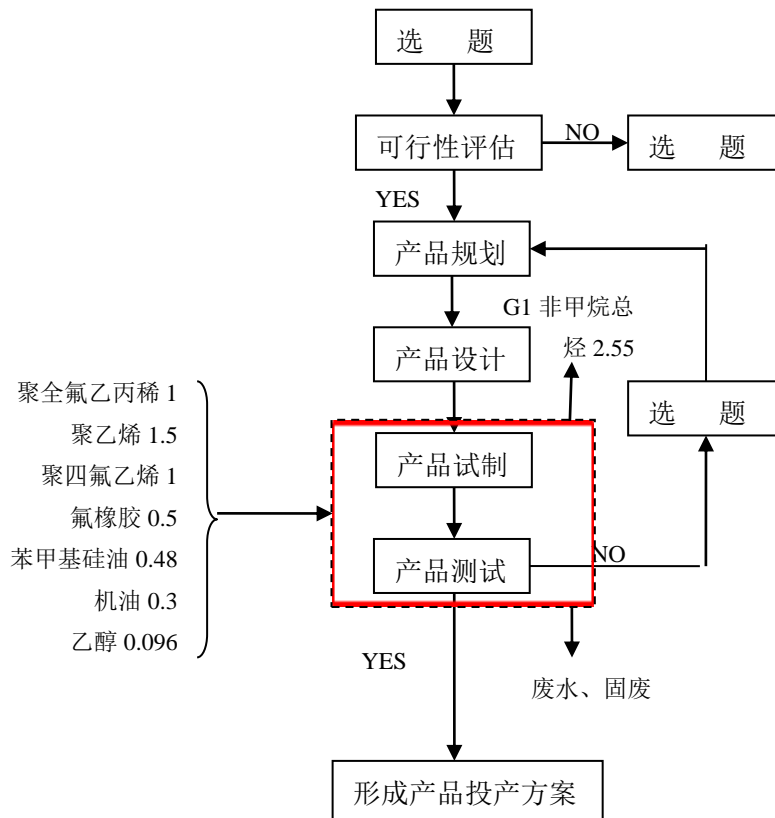 选 题
可行性评估
NO
选 题
YES
产品规划
G1 非甲烷总
烃 2.55
产品设计
聚全氟乙丙稀 1
聚乙烯 1.5
聚四氟乙烯 1
氟橡胶 0.5
苯甲基硅油 0.48
机油 0.3
乙醇 0.096
选 题
产品试制
产品测试
NO
YES
废水、固废
形成产品投产方案